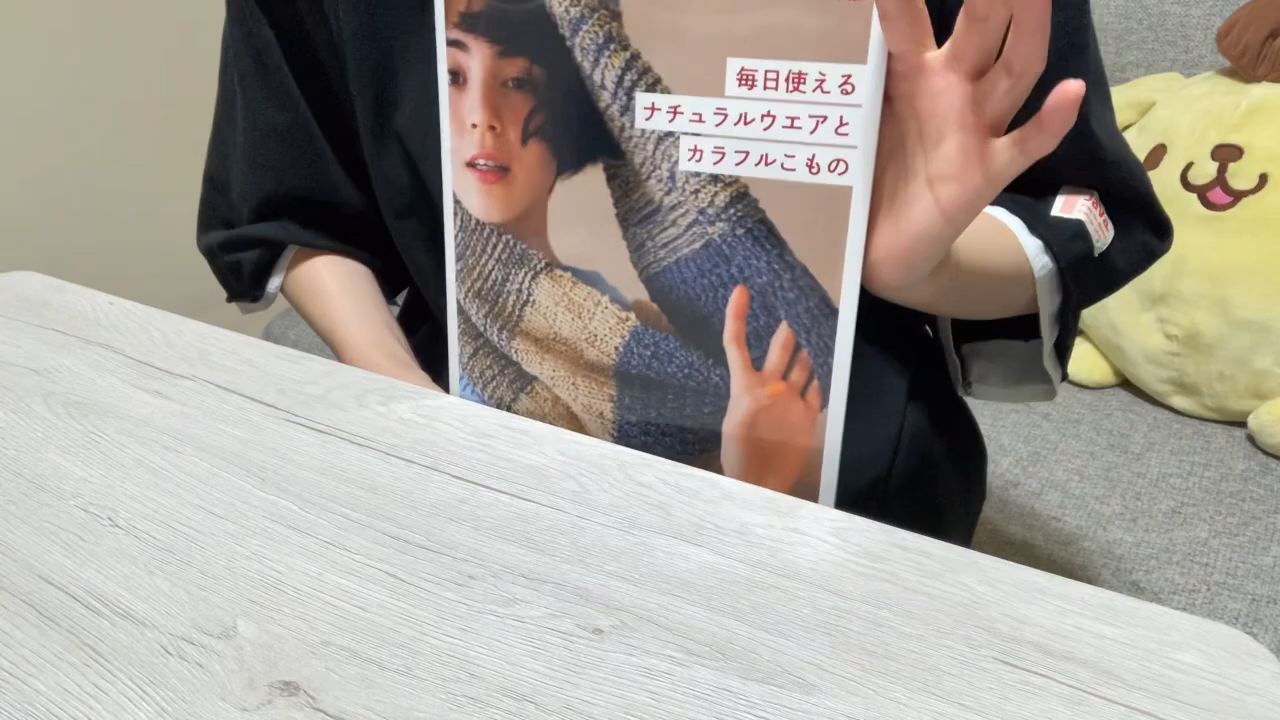 毎日使える
ナチュラルウエアと
カラフルこもの